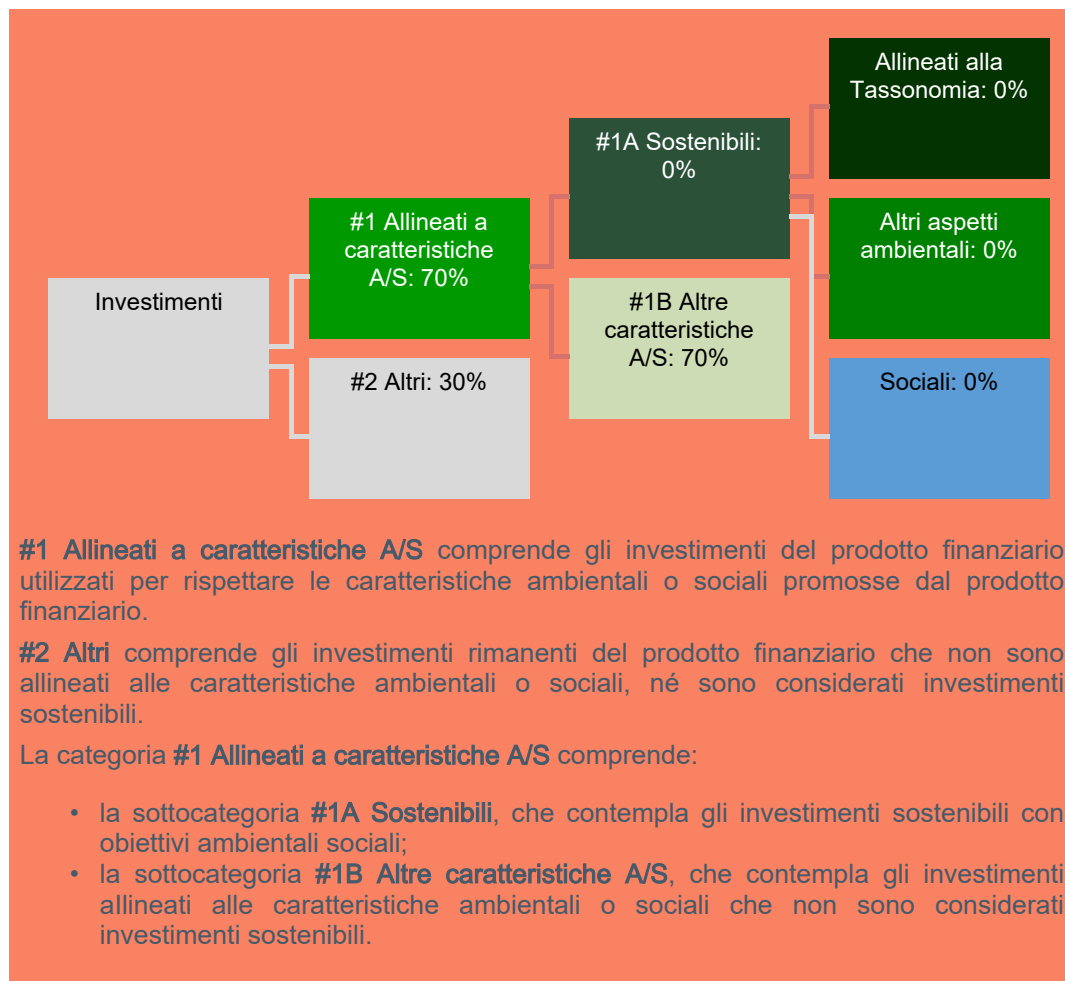 Allineati alla
Tassonomia: 0%
#1A Sostenibili:
0%
#1 Allineati a
caratteristiche
A/S: 70%
Altri aspetti
ambientali: 0%
Investimenti
#1B Altre
caratteristiche
A/S: 70%
#2 Altri: 30%
Sociali: 0%
#1 Allineati a caratteristiche A/S comprende gli investimenti del prodotto finanziario
utilizzati per rispettare le caratteristiche ambientali o sociali promosse dal prodotto
finanziario.
#2 Altri comprende gli investimenti rimanenti del prodotto finanziario che non sono
allineati alle caratteristiche ambientali o sociali, né sono considerati investimenti
sostenibili.
La categoria #1 Allineati a caratteristiche A/S comprende:
• la sottocategoria #1A Sostenibili, che contempla gli investimenti sostenibili con
obiettivi ambientali sociali;
• la sottocategoria #1B Altre caratteristiche A/S, che contempla gli investimenti
allineati alle caratteristiche ambientali o sociali che non sono considerati
investimenti sostenibili.